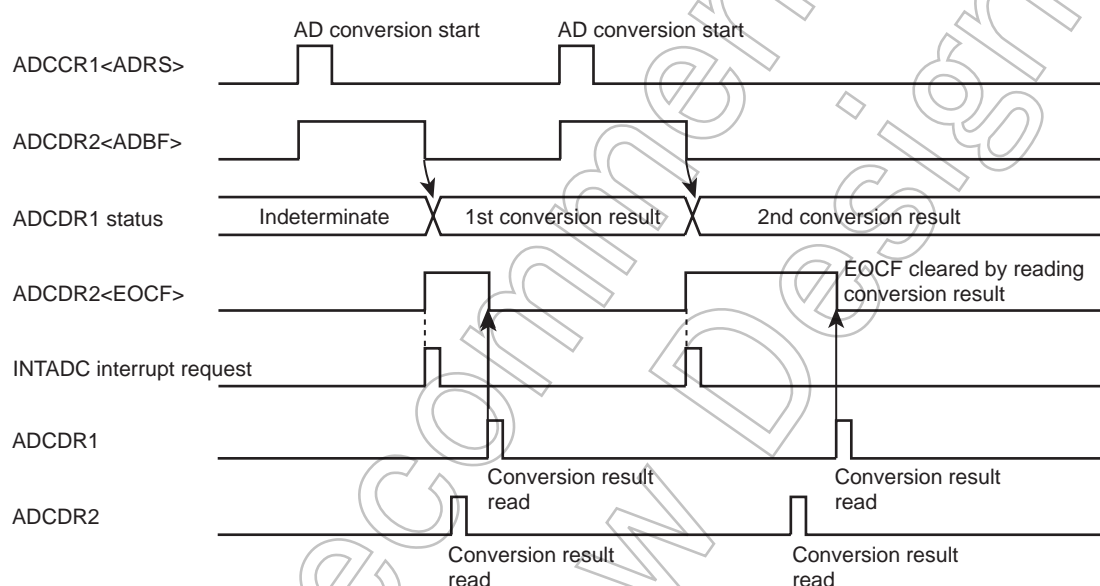 AD conversion start
AD conversion start
ADCCR1<ADRS>
ADCDR2<ADBF>
ADCDR1 status
Indeterminate
1st conversion result
2nd conversion result
ADCDR2<EOCF>
EOCF cleared by reading
conversion result
INTADC interrupt request
ADCDR1
Conversion result
read
Conversion result
read
ADCDR2
Conversion result
read
Conversion result
read